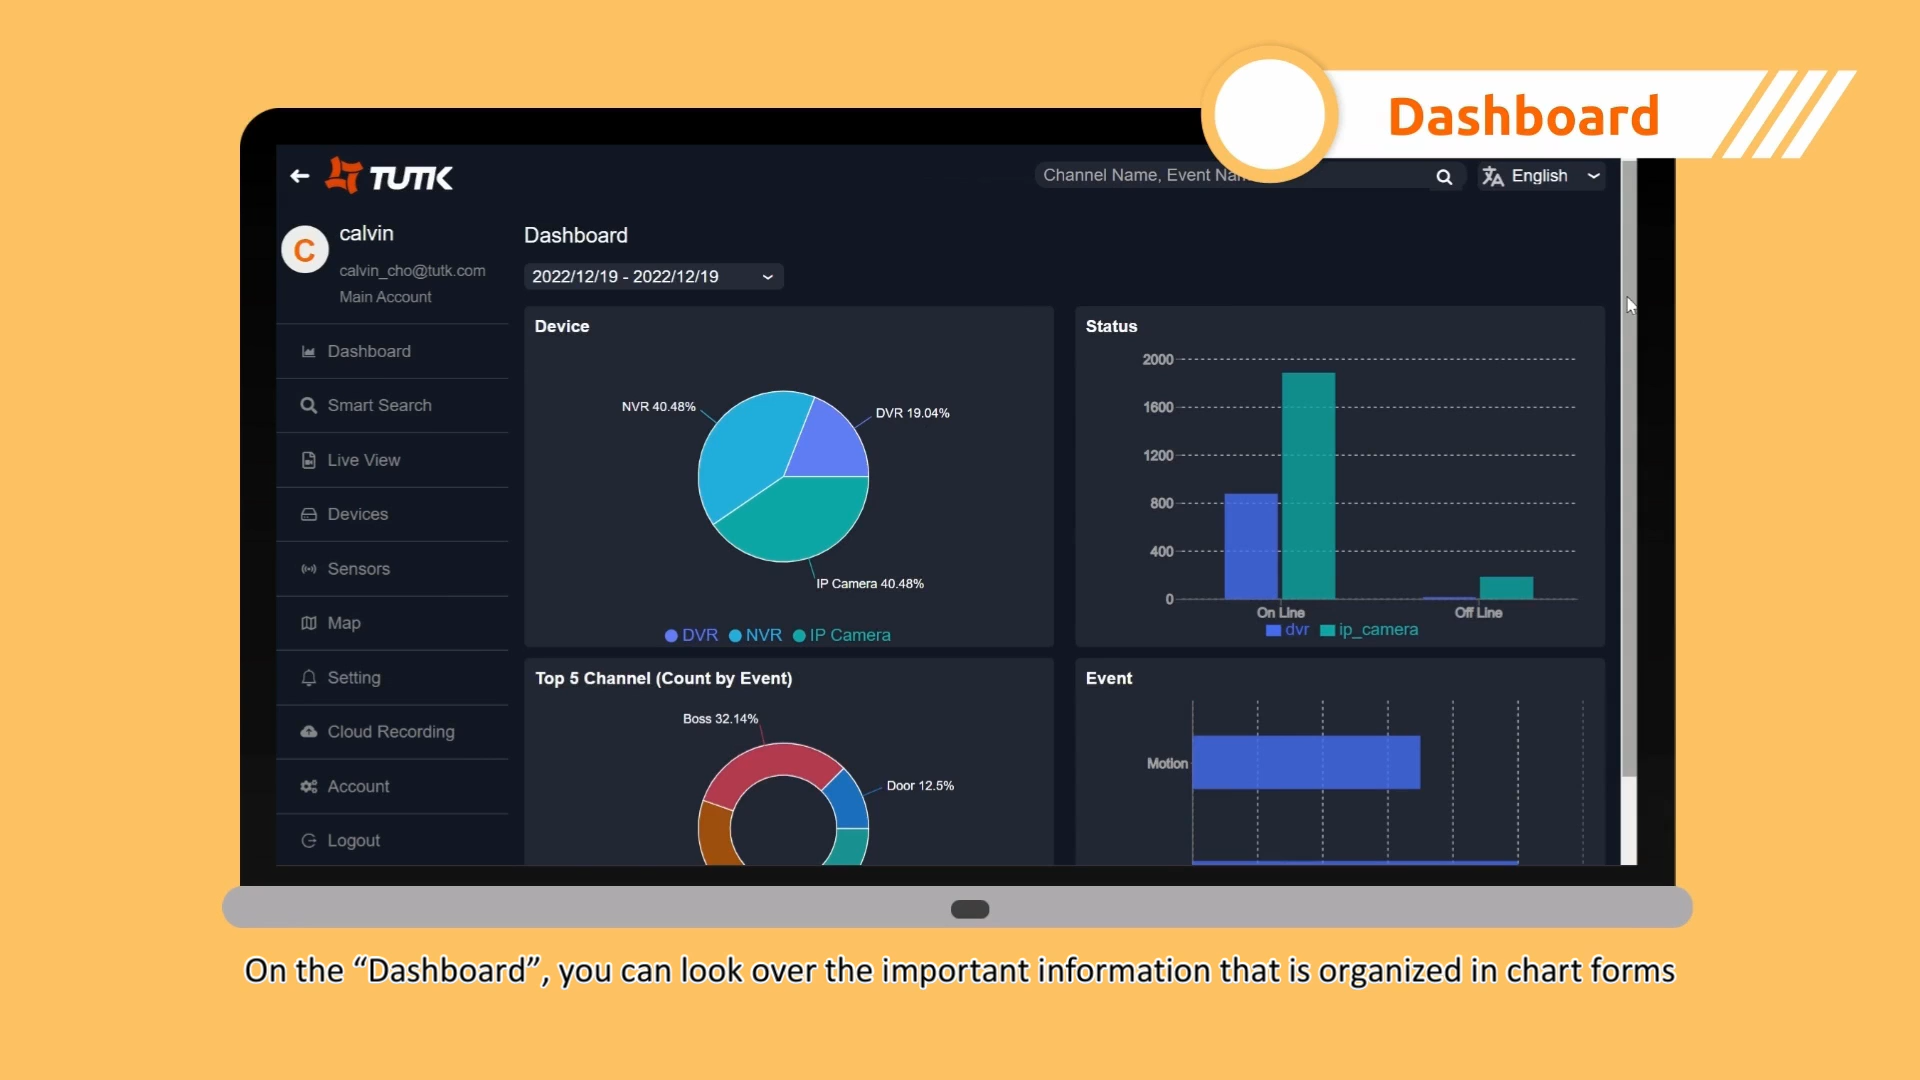 Dashboard
TUTK
Channel Name, Event Na
English
C
calvin
calvin_cho@tutk.com
Main Account
Dashboard
Smart Search
Live View
Devices
Sensors
Map
Setting
Cloud Recording
Account
Logout
Dashboard
2022/12/19 - 2022/12/19
Device
NVR 40.48%
DVR 19.04%
IP Camera 40.48%
DVR NVR IP Camera
Status
2000
1600
1200
800
400
0
On Line Off Line
dvr ip_camera
Top 5 Channel (Count by Event)
Boss 32.14%
Door 12.5%
Event
Motion
On the “Dashboard”, you can look over the important information that is organized in chart forms